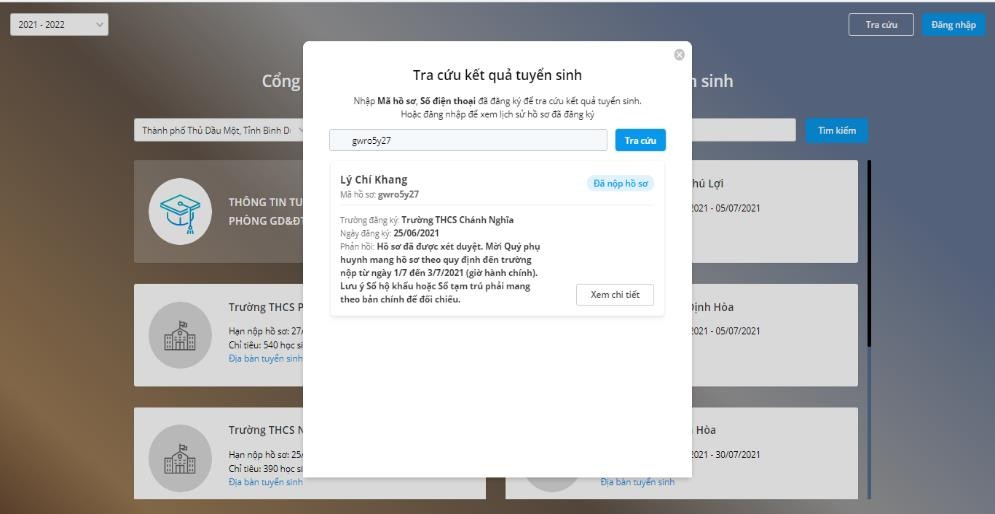 2021 - 2022
Tra cứu
Đăng nhập
Cổng
n sinh
Thành phố Thủ Dầu Một, Tỉnh Bình D
Tìm kiếm
THÔNG TIN TU
PHÒNG GD&ĐT
hú Lợi
2021 - 05/07/2021
Trường THCS P
Hạn nộp hồ sơ: 27/
Chỉ tiêu: 540 học si
Địa bàn tuyển sinh
Định Hòa
2021 - 05/07/2021
Trường THCS N
Hạn nộp hồ sơ: 25/
Chỉ tiêu: 390 học si
Địa bàn tuyển sinh
Hòa
2021 - 30/07/2021
Địa bàn tuyển sinh
Tra cứu kết quả tuyển sinh
Nhập Mã hồ sơ, Số điện thoại đã đăng ký để tra cứu kết quả tuyển sinh.
Hoặc đăng nhập để xem lịch sử hồ sơ đã đăng ký
gwro5y27
Tra cứu
Lý Chí Khang
Đã nộp hồ sơ
Mã hồ sơ: gwro5y27
Trường đăng ký: Trường THCS Chánh Nghĩa
Ngày đăng ký: 25/06/2021
Phản hồi: Hồ sơ đã được xét duyệt. Mời Quý phụ
huynh mang hồ sơ theo quy định đến trường
nộp từ ngày 1/7 đến 3/7/2021 (giờ hành chính).
Lưu ý Sổ hộ khẩu hoặc Sổ tạm trú phải mang
theo bản chính để đối chiếu.
Xem chi tiết